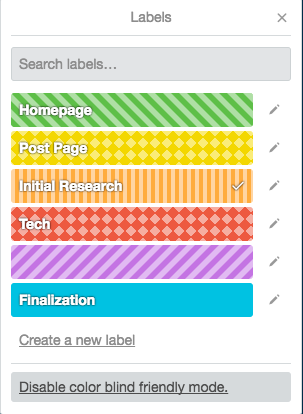 Labels
Search labels…
Homepage
Post Page
Initial Research
Tech
Finalization
Create a new label
Disable color blind friendly mode.